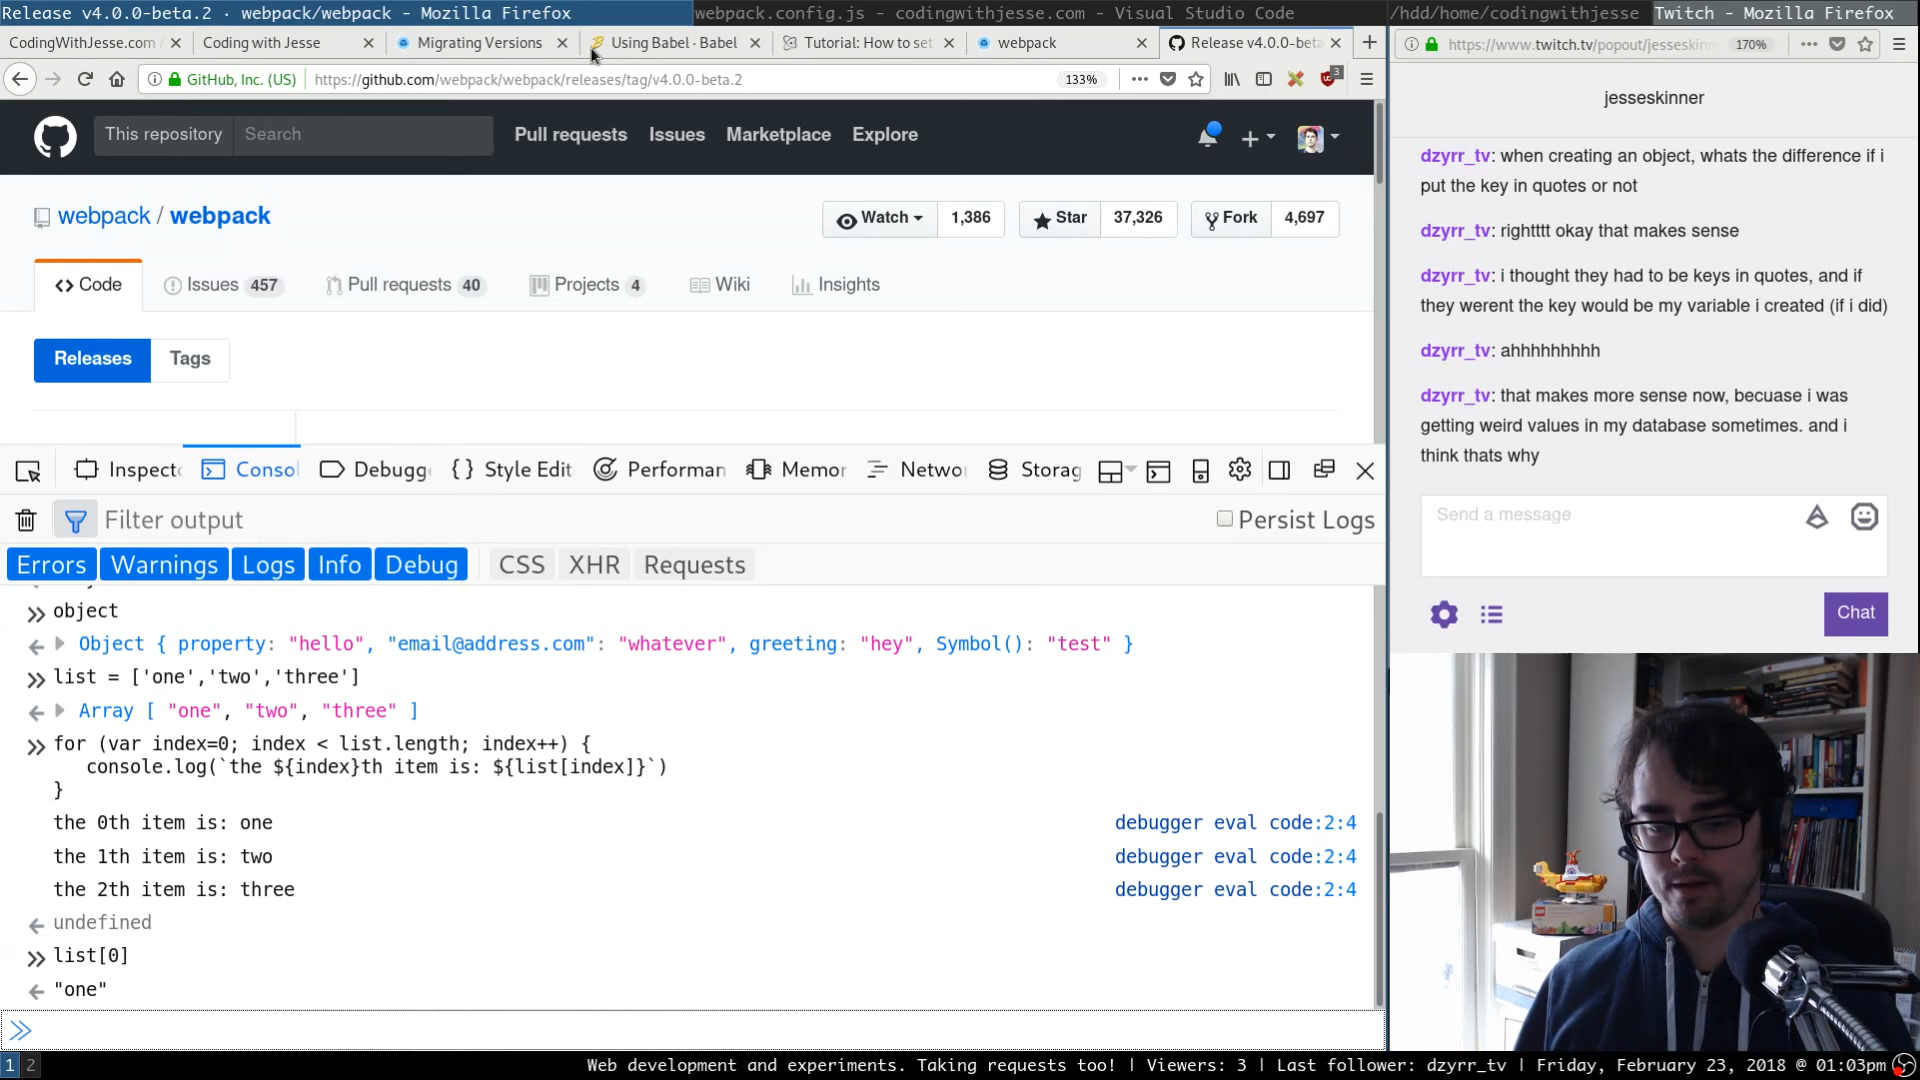 Release v4.0.0-beta.2 · webpack/webpack - Mozilla Firefox
webpack.config.js - codingwithjesse.com - Visual Studio Code
/hdd/home/codingwithjesse
Twitch - Mozilla Firefox
CodingWithJesse.com
Coding with Jesse
Migrating Versions
Using Babel · Babel
Tutorial: How to set
webpack
Release v4.0.0-beta
GitHub, Inc. (US)
https://github.com/webpack/webpack/releases/tag/v4.0.0-beta.2
133%
3
https://www.twitch.tv/popout/jesseskinn
170%
This repository
Search
Pull requests
Issues
Marketplace
Explore
webpack / webpack
Watch
1,386
Star
37,326
Fork
4,697
Code
Issues 457
Pull requests 40
Projects 4
Wiki
Insights
Releases
Tags
Inspect
Consol
Debugg
{ } Style Edit
Performan
Memor
Netwo
Storag
Filter output
Persist Logs
Errors
Warnings
Logs
Info
Debug
CSS
XHR
Requests
object
Object { property: "hello", "email@address.com": "whatever", greeting: "hey", Symbol(): "test" }
list = ['one','two','three']
Array [ "one", "two", "three" ]
for (var index=0; index < list.length; index++) {
console.log(`the ${index}th item is: ${list[index]}`)
}
the 0th item is: one
debugger eval code:2:4
the 1th item is: two
debugger eval code:2:4
the 2th item is: three
debugger eval code:2:4
undefined
list[0]
"one"
jesseskinner
dzyrr_tv: when creating an object, whats the difference if i
put the key in quotes or not
dzyrr_tv: rightttt okay that makes sense
dzyrr_tv: i thought they had to be keys in quotes, and if
they werent the key would be my variable i created (if i did)
dzyrr_tv: ahhhhhhhhh
dzyrr_tv: that makes more sense now, becuase i was
getting weird values in my database sometimes. and i
think thats why
Send a message
Chat
1
2
Web development and experiments. Taking requests too! | Viewers: 3 | Last follower: dzyrr_tv | Friday, February 23, 2018 @ 01:03pm